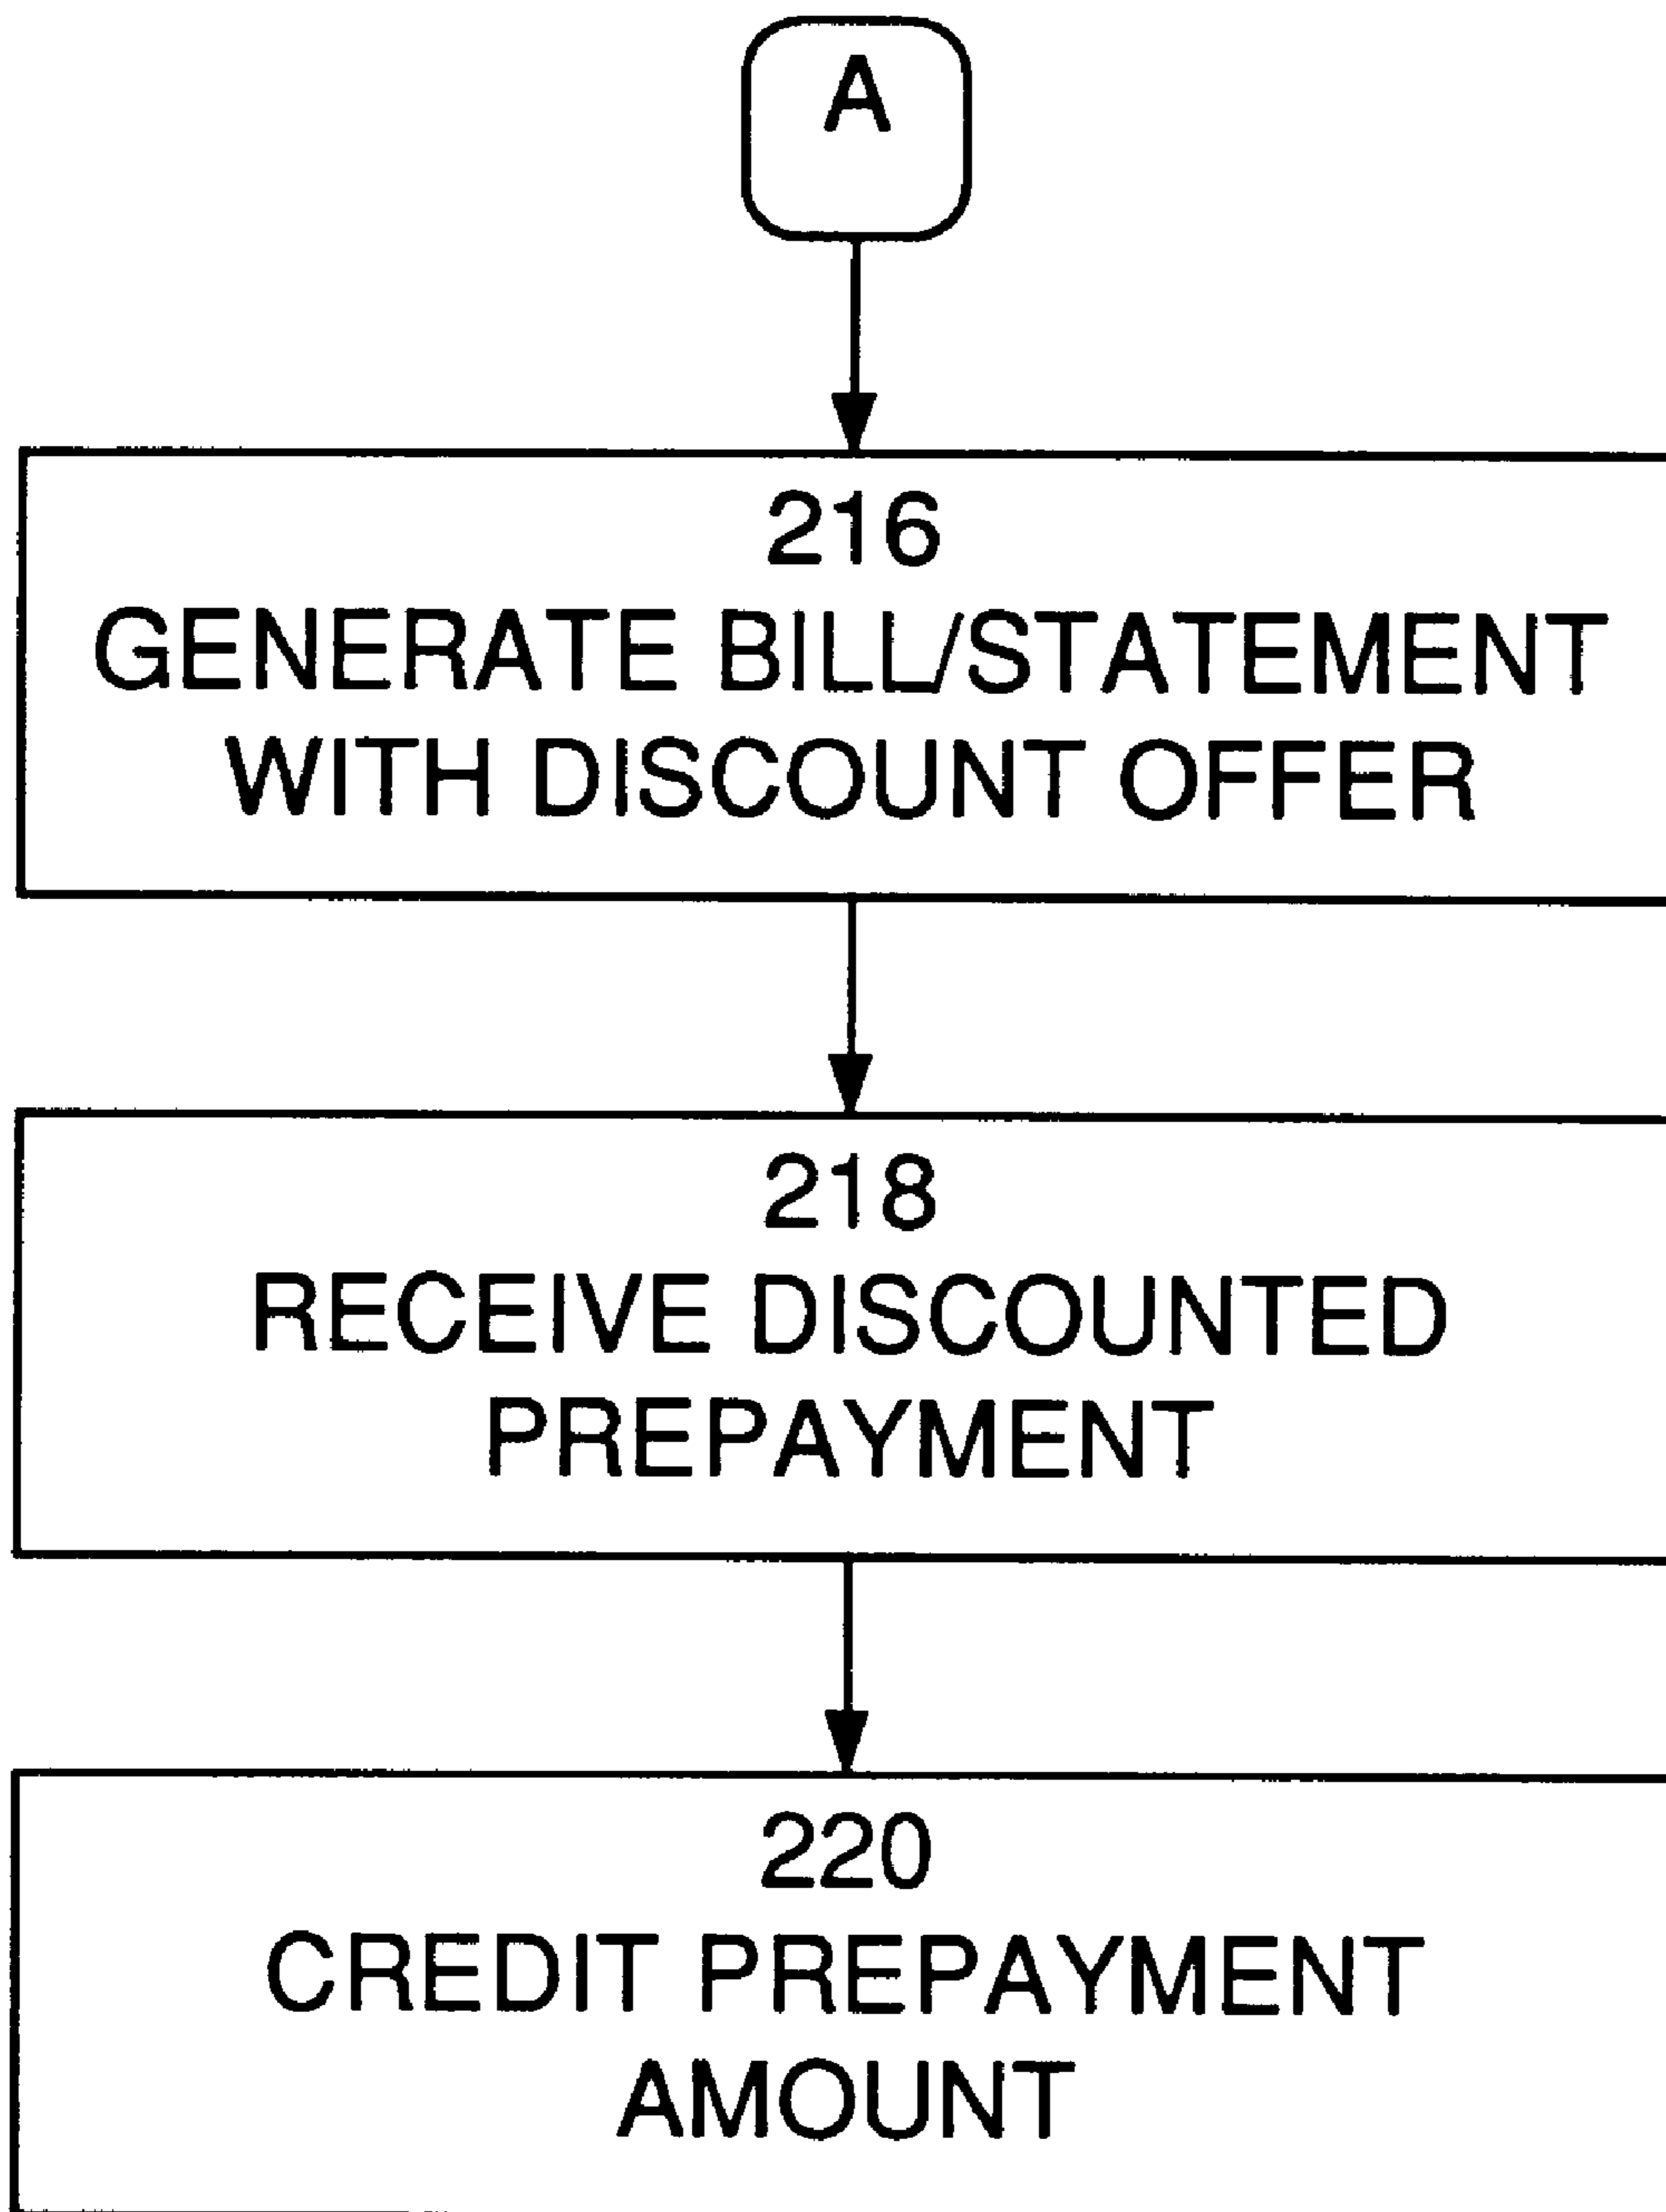 A
216
GENERATE BILL/STATEMENT
WITH DISCOUNT OFFER
218
RECEIVE DISCOUNTED
PREPAYMENT
220
CREDIT PREPAYMENT
AMOUNT